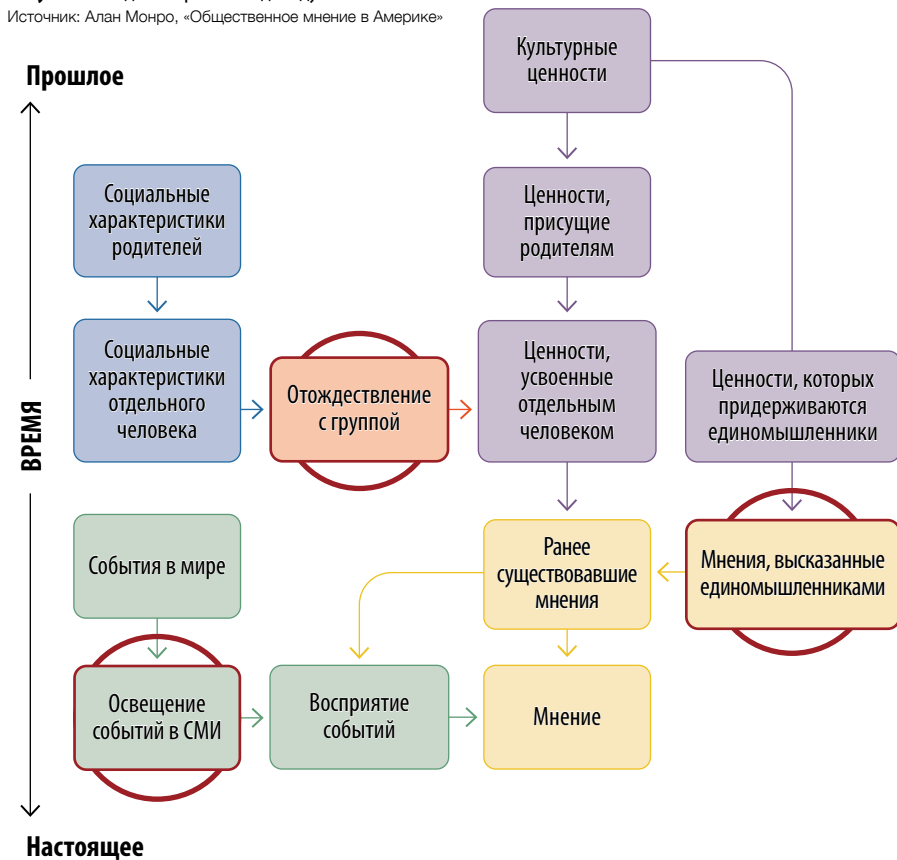 Источник: Алан Монро, «Общественное мнение в Америке»
Прошлое
ВРЕМЯ
Настоящее
Культурные
ценности
Социальные
характеристики
родителей
Ценности,
присущие
родителям
Социальные
характеристики
отдельного
человека
Отождествление
с группой
Ценности,
усвоенные
отдельным
человеком
Ценности, которых
придерживаются
единомышленники
События в мире
Ранее
существовавшие
мнения
Мнения, высказанные
единомышленниками
Освещение
событий в СМИ
Восприятие
событий
Мнение